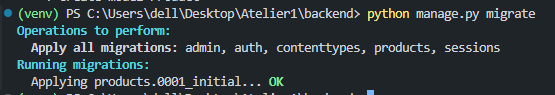 (venv) PS C:\Users\dell\Desktop\Atelier1\backend> python manage.py migrate
Operations to perform:
Apply all migrations: admin, auth, contenttypes, products, sessions
Running migrations:
Applying products.0001_initial... OK